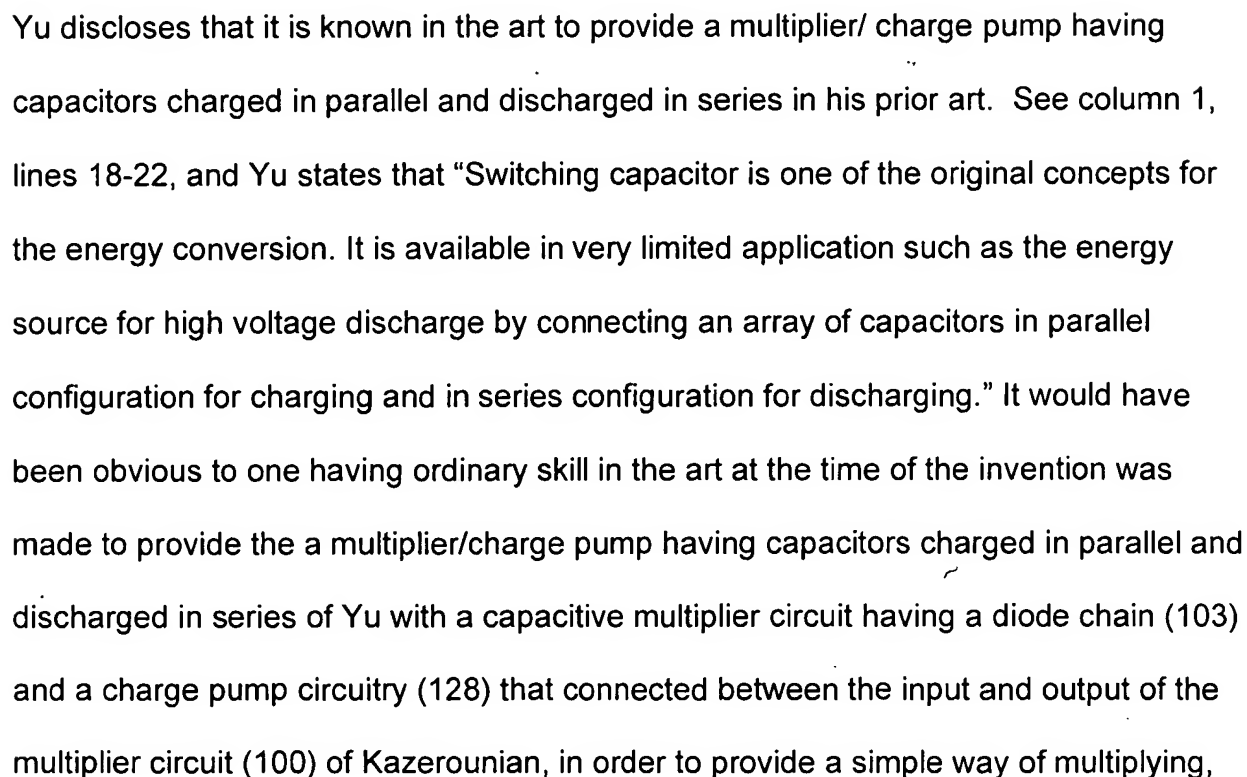 Yu discloses that it is known in the art to provide a multiplier/ charge pump having
capacitors charged in parallel and discharged in series in his prior art. See column 1,
lines 18-22, and Yu states that “Switching capacitor is one of the original concepts for
the energy conversion. It is available in very limited application such as the energy
source for high voltage discharge by connecting an array of capacitors in parallel
configuration for charging and in series configuration for discharging.” It would have
been obvious to one having ordinary skill in the art at the time of the invention was
made to provide the a multiplier/charge pump having capacitors charged in parallel and
discharged in series of Yu with a capacitive multiplier circuit having a diode chain (103)
and a charge pump circuitry (128) that connected between the input and output of the
multiplier circuit (100) of Kazerounian, in order to provide a simple way of multiplying,